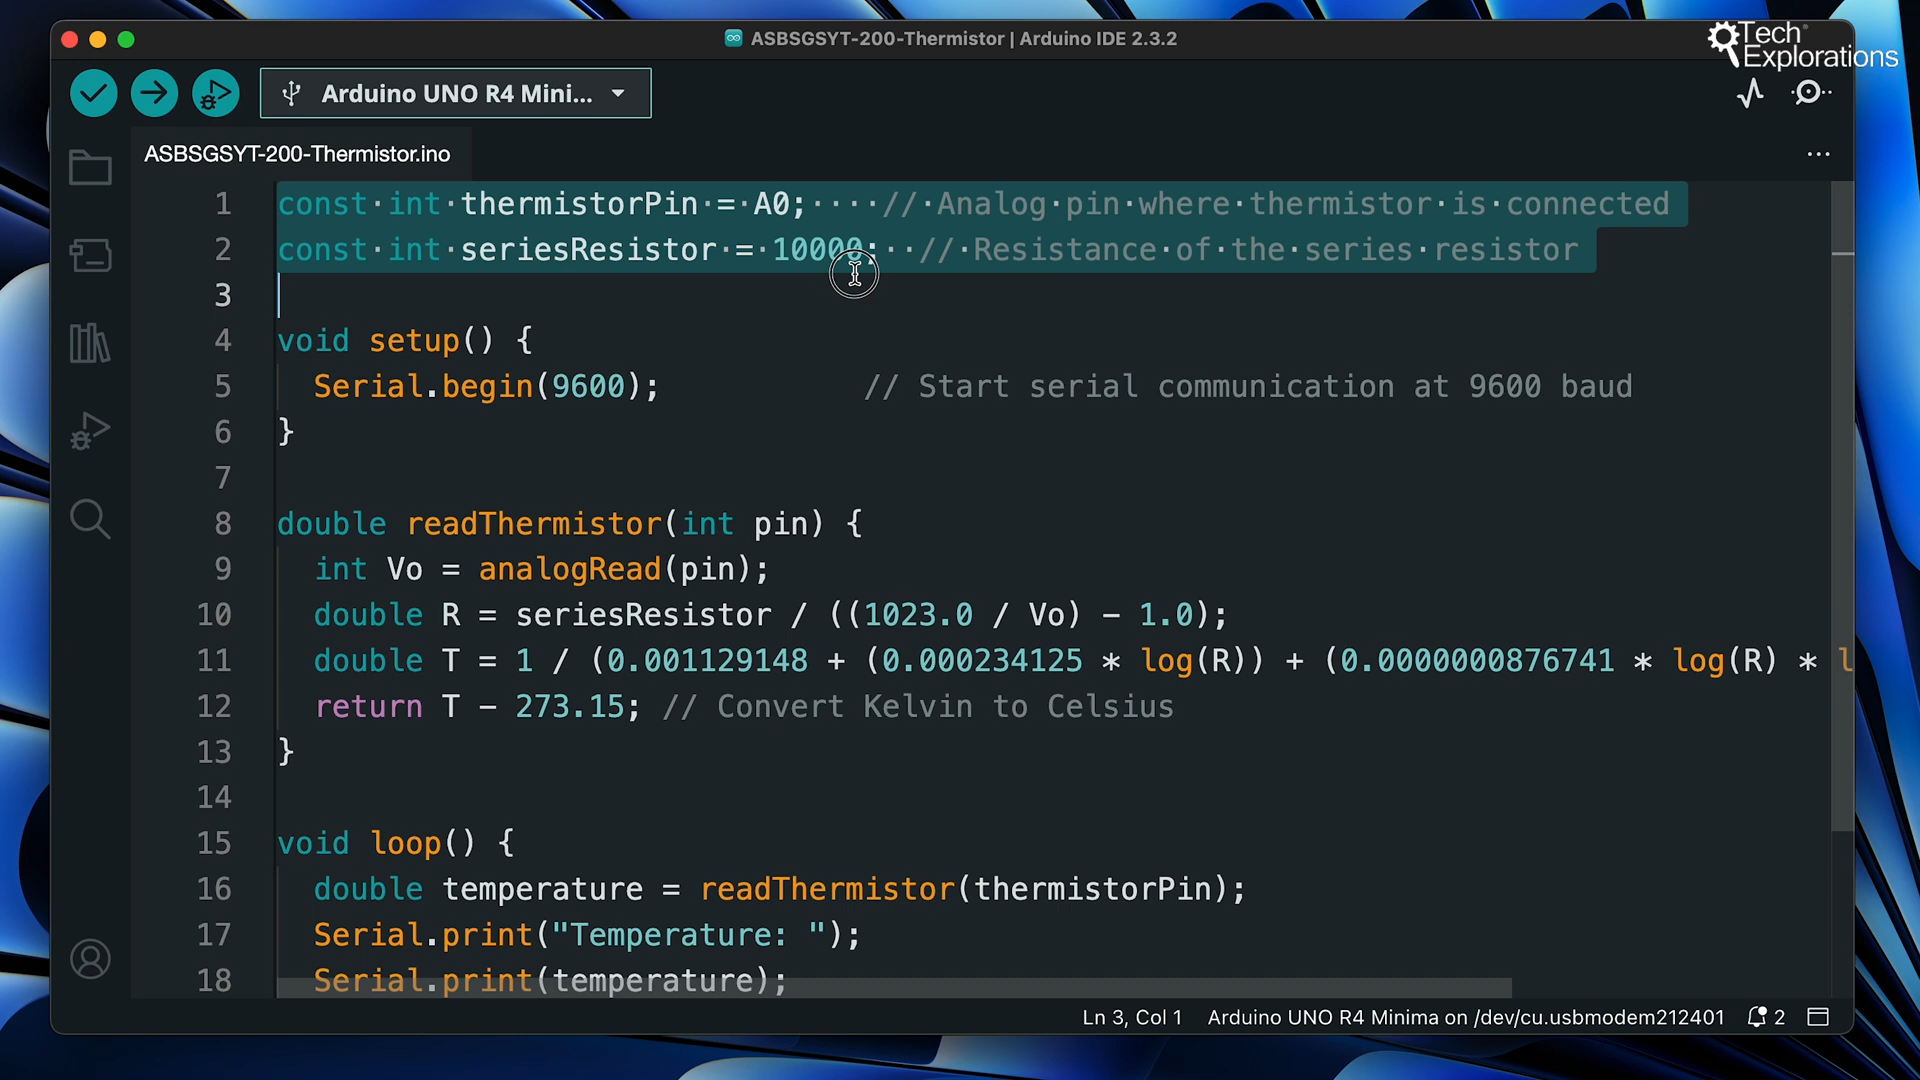 ASBSGSYT-200-Thermistor | Arduino IDE 2.3.2
Tech
Explorations
Arduino UNO R4 Mini...
ASBSGSYT-200-Thermistor.ino
1 const·int·thermistorPin·=·A0;····//·Analog·pin·where·thermistor·is·connected
2 const·int·seriesResistor·=·10000;··//·Resistance·of·the·series·resistor
3
4 void setup() {
5 Serial.begin(9600); // Start serial communication at 9600 baud
6 }
7
8 double readThermistor(int pin) {
9 int Vo = analogRead(pin);
10 double R = seriesResistor / ((1023.0 / Vo) - 1.0);
11 double T = 1 / (0.001129148 + (0.000234125 * log(R)) + (0.0000000876741 * log(R) * l
12 return T - 273.15; // Convert Kelvin to Celsius
13 }
14
15 void loop() {
16 double temperature = readThermistor(thermistorPin);
17 Serial.print("Temperature: ");
18 Serial.print(temperature);
Ln 3, Col 1 Arduino UNO R4 Minima on /dev/cu.usbmodem212401 2